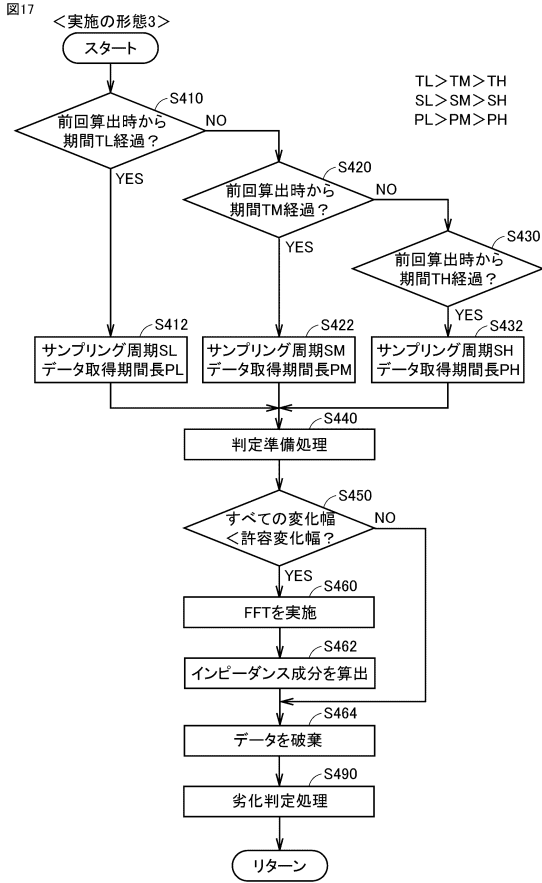 図17
＜実施の形態3＞
スタート
TL＞TM＞TH
SL＞SM＞SH
PL＞PM＞PH
S410
前回算出時から
期間TL経過？
NO
YES
S420
前回算出時から
期間TM経過？
NO
YES
S430
前回算出時から
期間TH経過？
YES
S412
サンプリング周期SL
データ取得期間長PL
S422
サンプリング周期SM
データ取得期間長PM
S432
サンプリング周期SH
データ取得期間長PH
S440
判定準備処理
S450
すべての変化幅
＜許容変化幅？
NO
YES
S460
FFTを実施
S462
インピーダンス成分を算出
S464
データを破棄
S490
劣化判定処理
リターン